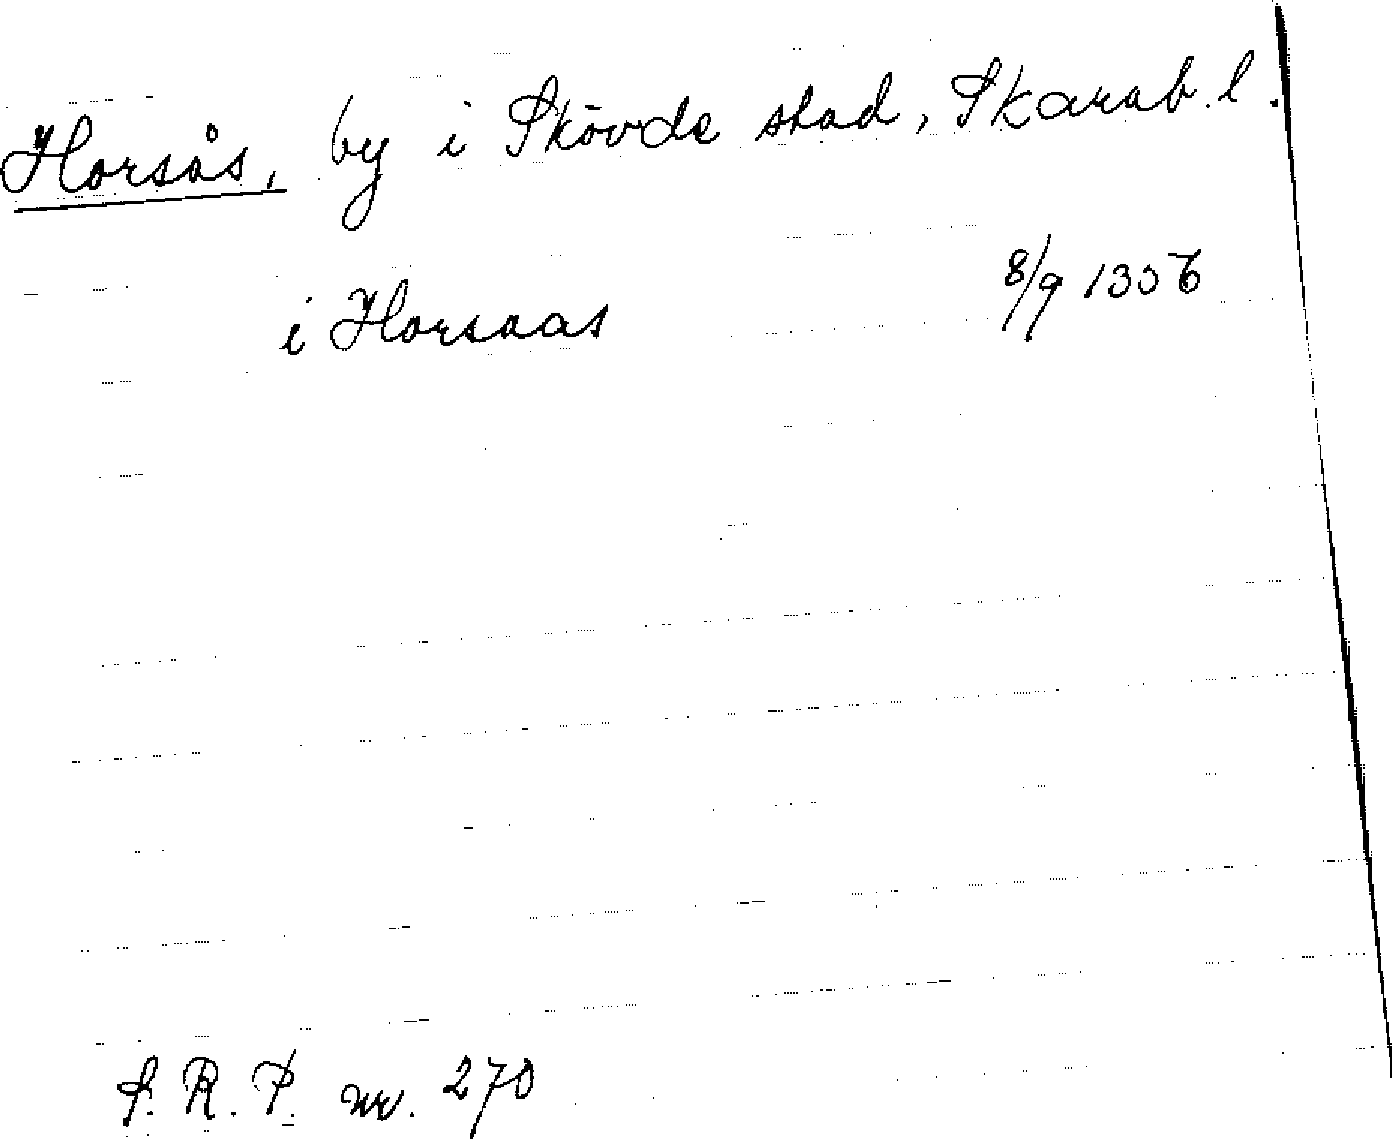 Horsås, by i Skövde stad, Skarab. l.
i Horsaas 8/9 1356
S. R. P. nr. 270